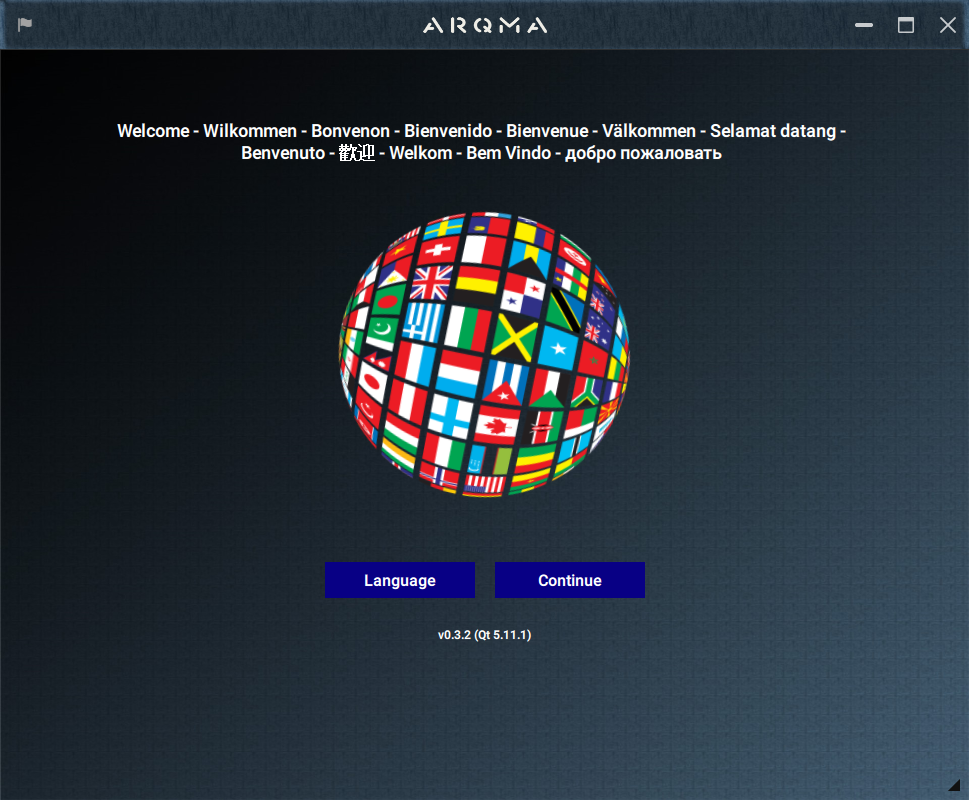 ARQMA
Welcome - Wilkommen - Bonvenon - Bienvenido - Bienvenue - Välkommen - Selamat datang -
Benvenuto - 歡迎 - Welkom - Bem Vindo - добро пожаловать
Language
Continue
v0.3.2 (Qt 5.11.1)